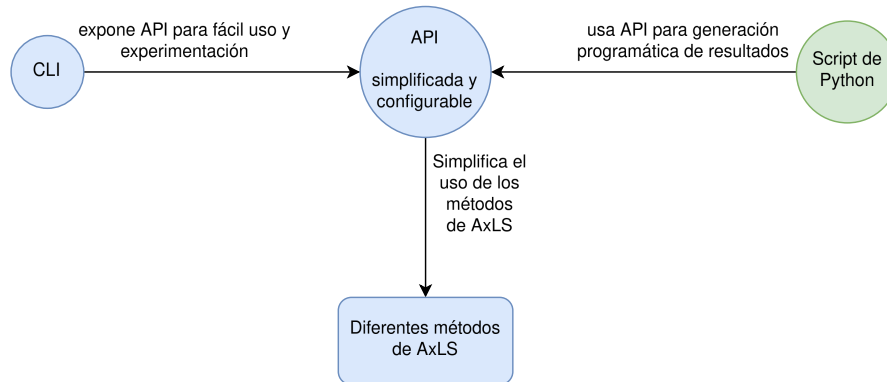 expone API para fácil uso y
experimentación
CLI
API
simplificada y
configurable
usa API para generación
programática de resultados
Script de
Python
Simplifica el
uso de los
métodos
de AxLS
Diferentes métodos
de AxLS